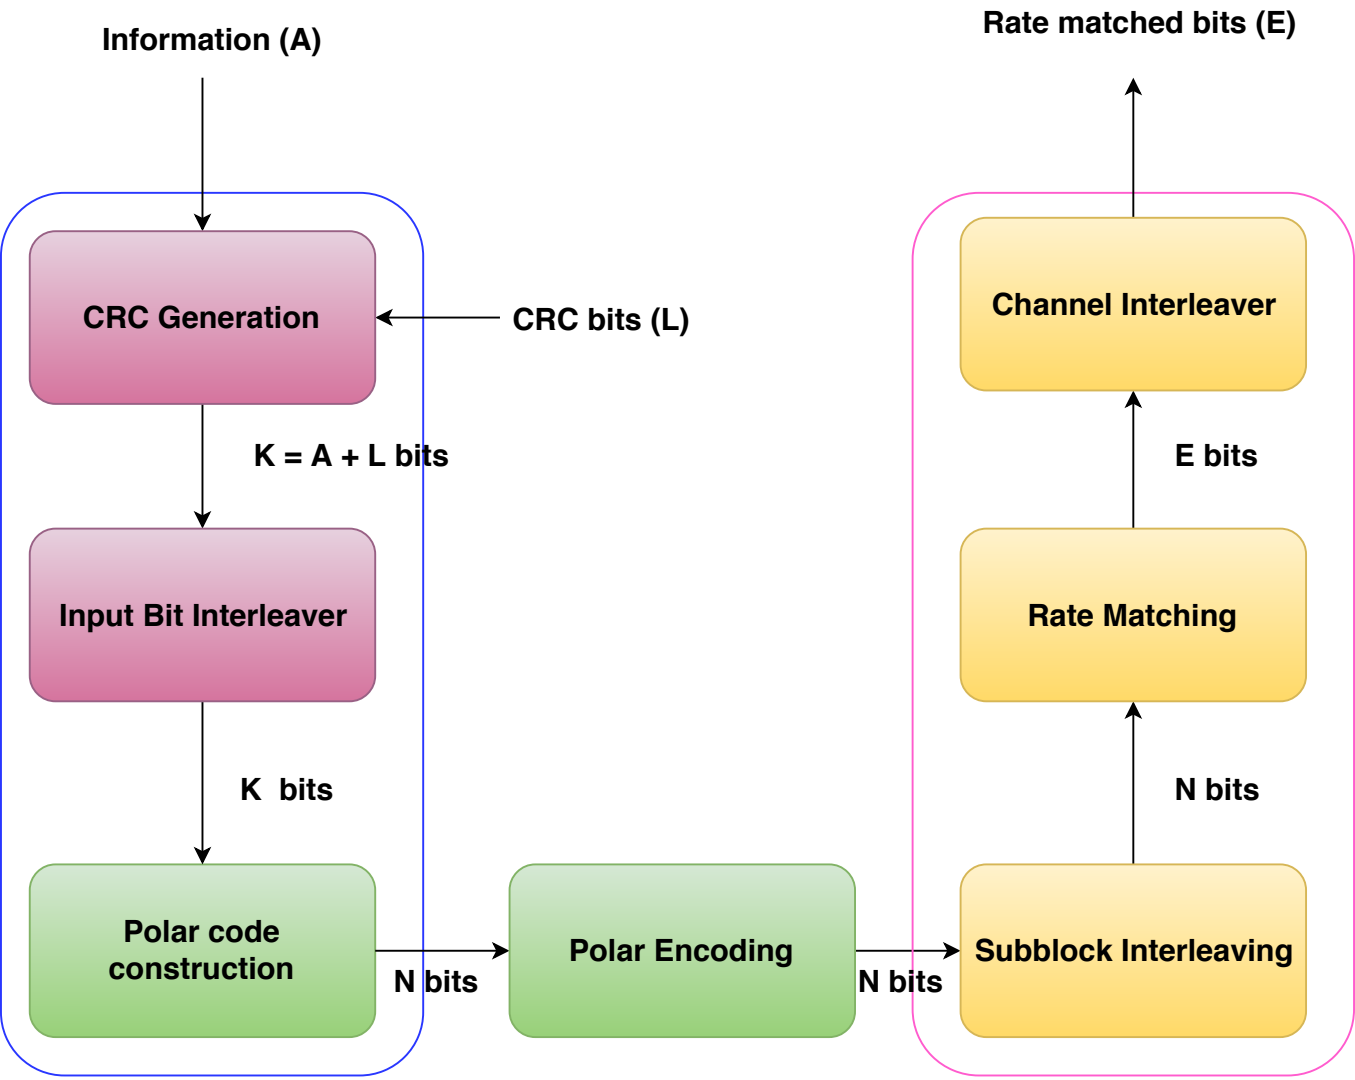 Information (A)
CRC Generation
CRC bits (L)
K = A + L bits
Input Bit Interleaver
K  bits
Polar code
construction
N bits
Polar Encoding
N bits
Subblock Interleaving
N bits
Rate Matching
E bits
Channel Interleaver
Rate matched bits (E)